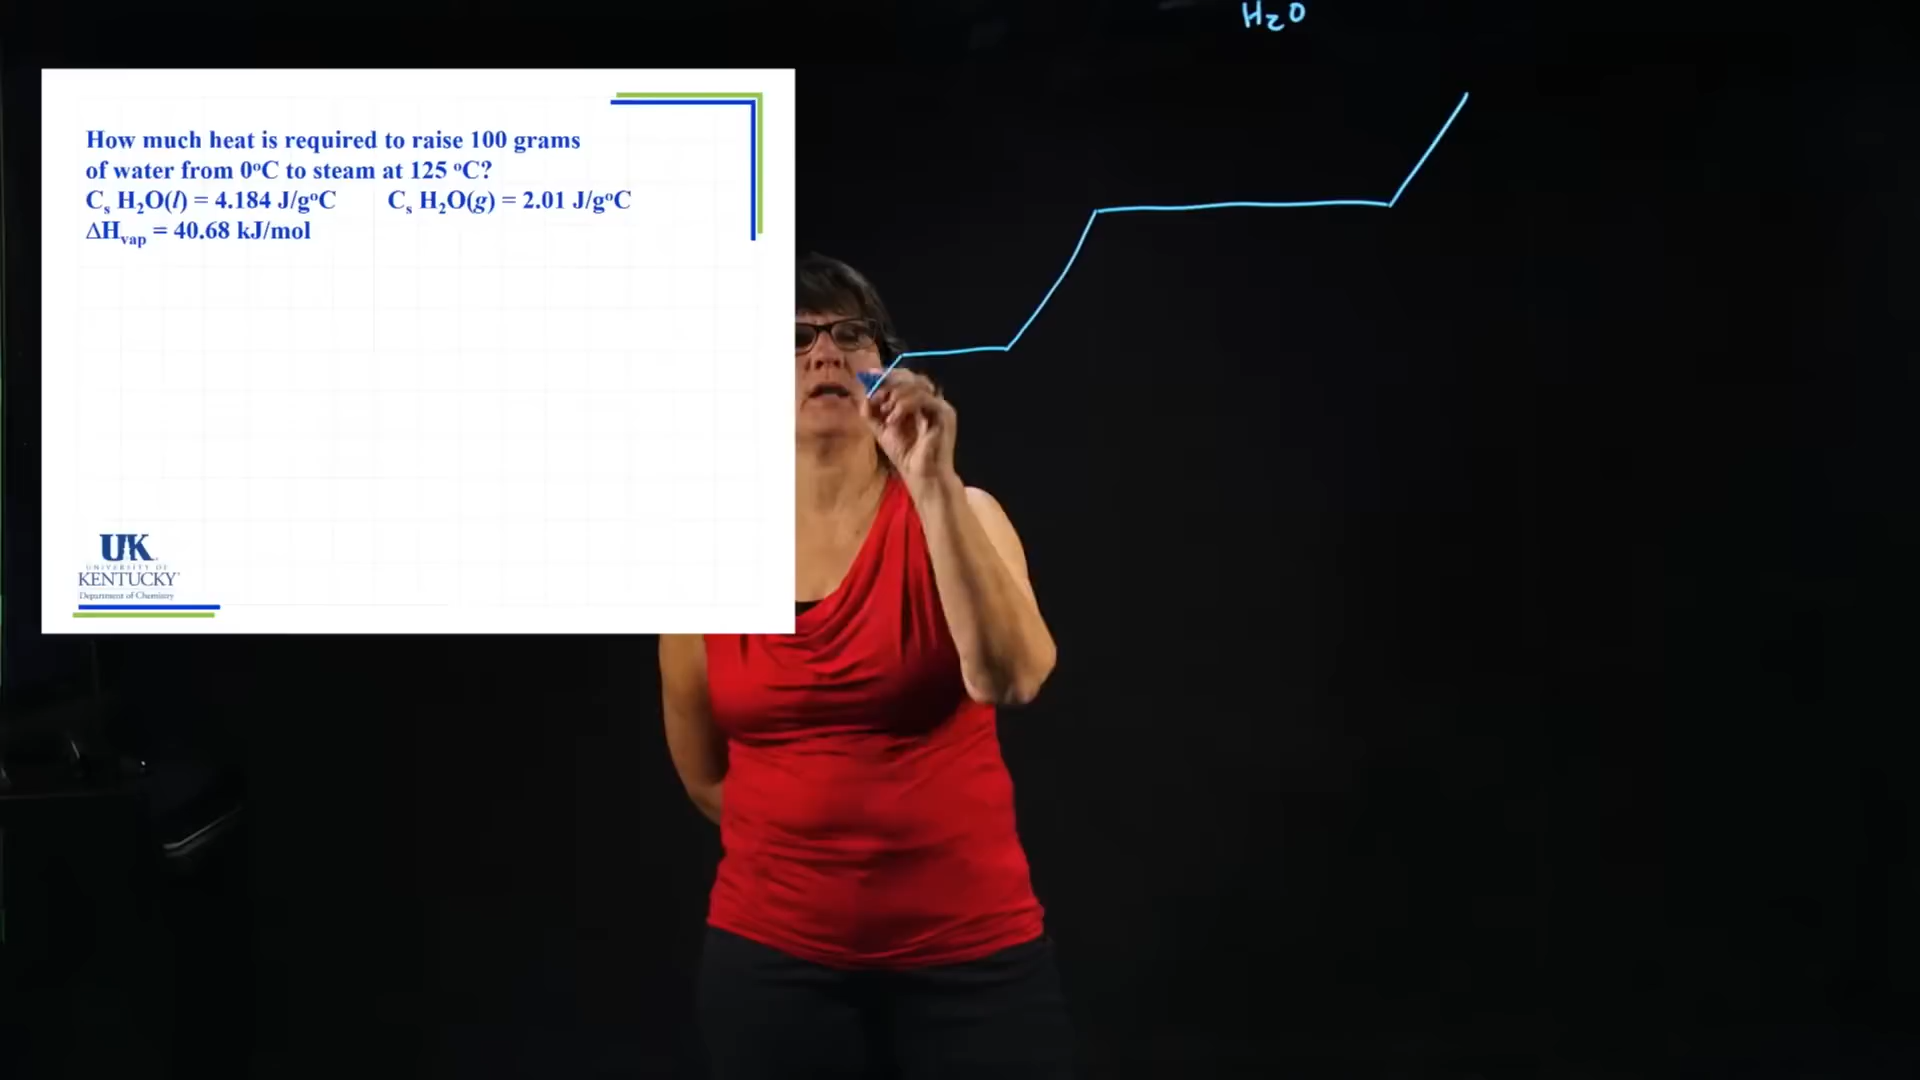 H₂O
How much heat is required to raise 100 grams
of water from 0°C to steam at 125 °C?
Cₛ H₂O(l) = 4.184 J/g°C Cₛ H₂O(g) = 2.01 J/g°C
ΔHvap = 40.68 kJ/mol
UK
UNIVERSITY OF
KENTUCKY
Department of Chemistry